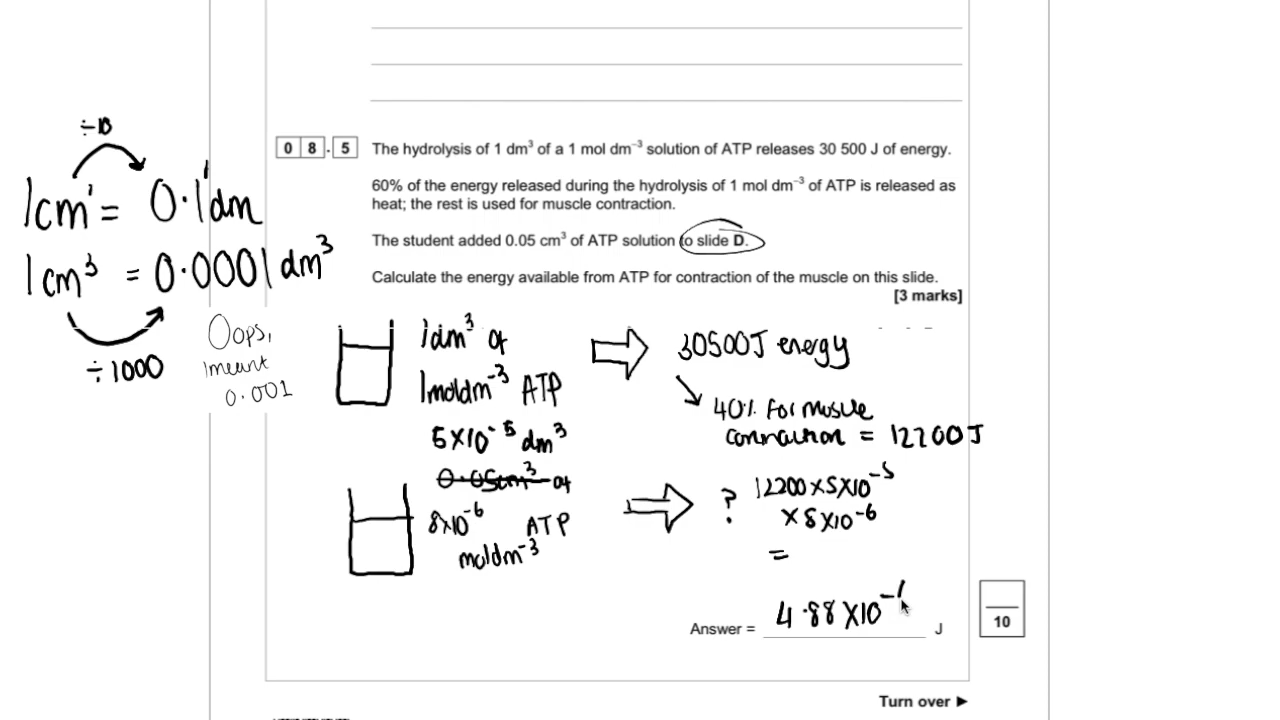 ÷10
1cm¹ = 0.1¹dm
1cm³ = 0.0001 dm³
÷1000
Oops,
I meant
0.001
0 8 . 5
The hydrolysis of 1 dm³ of a 1 mol dm⁻³ solution of ATP releases 30 500 J of energy.
60% of the energy released during the hydrolysis of 1 mol dm⁻³ of ATP is released as
heat; the rest is used for muscle contraction.
The student added 0.05 cm³ of ATP solution to slide D.
Calculate the energy available from ATP for contraction of the muscle on this slide.
[3 marks]
1dm³ of
1moldm⁻³ ATP
30500J energy
40% for muscle
contraction = 12200J
5×10⁻⁵ dm³
0.05cm³ of
8×10⁻⁶ ATP
moldm⁻³
? 12200×5×10⁻⁵
×8×10⁻⁶
=
Answer = 4.88×10⁻ J
10
Turn over ►